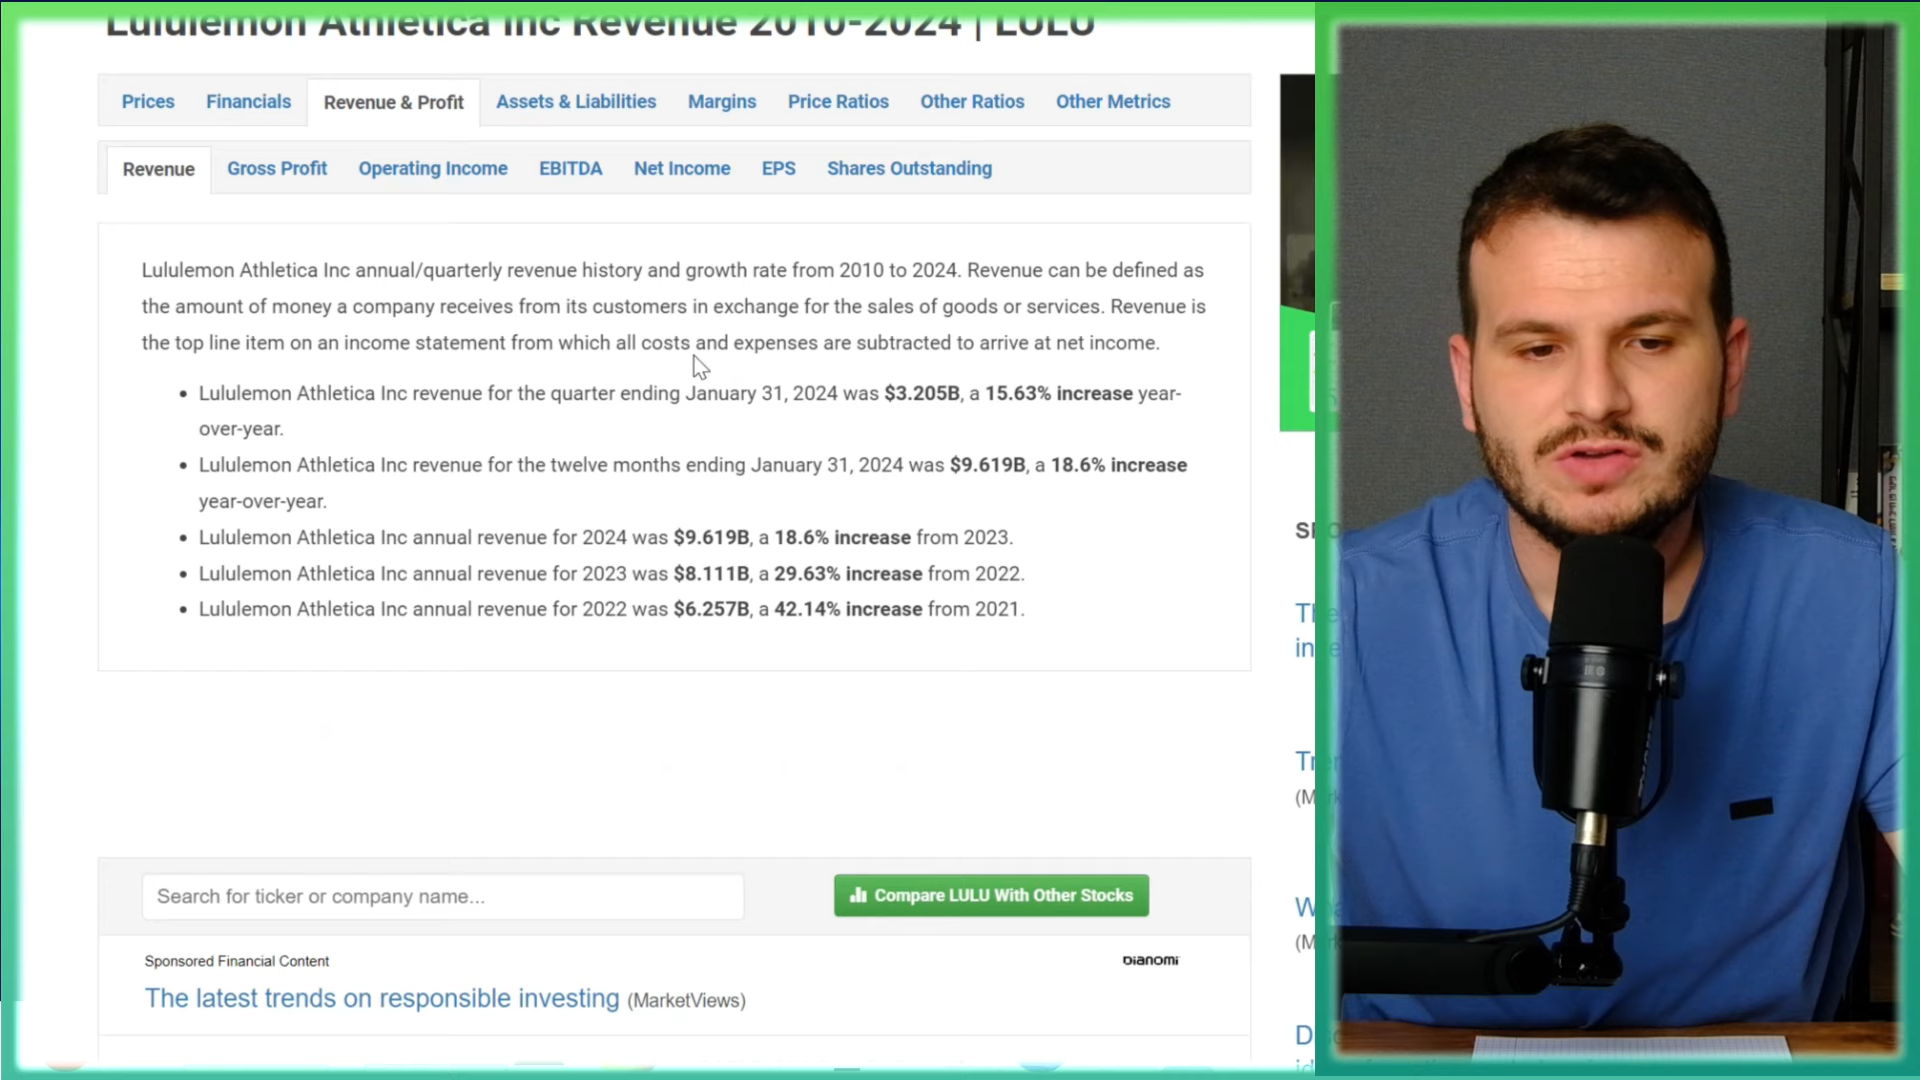 Lululemon Athletica Inc Revenue 2010-2024 | LULU
Prices Financials Revenue & Profit Assets & Liabilities Margins Price Ratios Other Ratios Other Metrics
Revenue Gross Profit Operating Income EBITDA Net Income EPS Shares Outstanding
Lululemon Athletica Inc annual/quarterly revenue history and growth rate from 2010 to 2024. Revenue can be defined as
the amount of money a company receives from its customers in exchange for the sales of goods or services. Revenue is
the top line item on an income statement from which all costs and expenses are subtracted to arrive at net income.
• Lululemon Athletica Inc revenue for the quarter ending January 31, 2024 was $3.205B, a 15.63% increase year-
over-year.
• Lululemon Athletica Inc revenue for the twelve months ending January 31, 2024 was $9.619B, a 18.6% increase
year-over-year.
• Lululemon Athletica Inc annual revenue for 2024 was $9.619B, a 18.6% increase from 2023.
• Lululemon Athletica Inc annual revenue for 2023 was $8.111B, a 29.63% increase from 2022.
• Lululemon Athletica Inc annual revenue for 2022 was $6.257B, a 42.14% increase from 2021.
Search for ticker or company name...
Compare LULU With Other Stocks
Sponsored Financial Content
Dianomi
The latest trends on responsible investing (MarketViews)